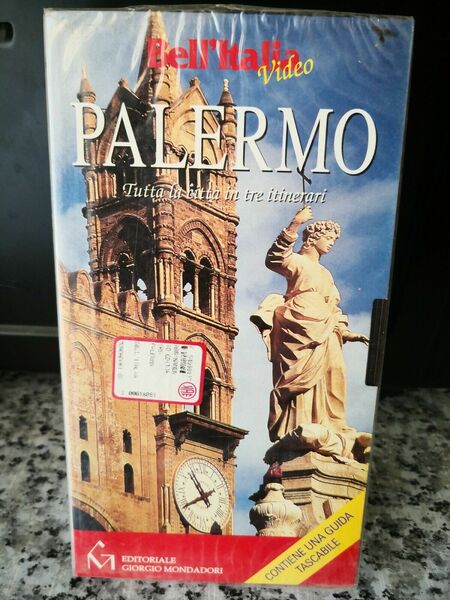 Bell'Italia
Video
PALERMO
Tutta la città in tre itinerari
CONTIENE UNA GUIDA
TASCABILE
EDITORIALE
GIORGIO MONDADORI